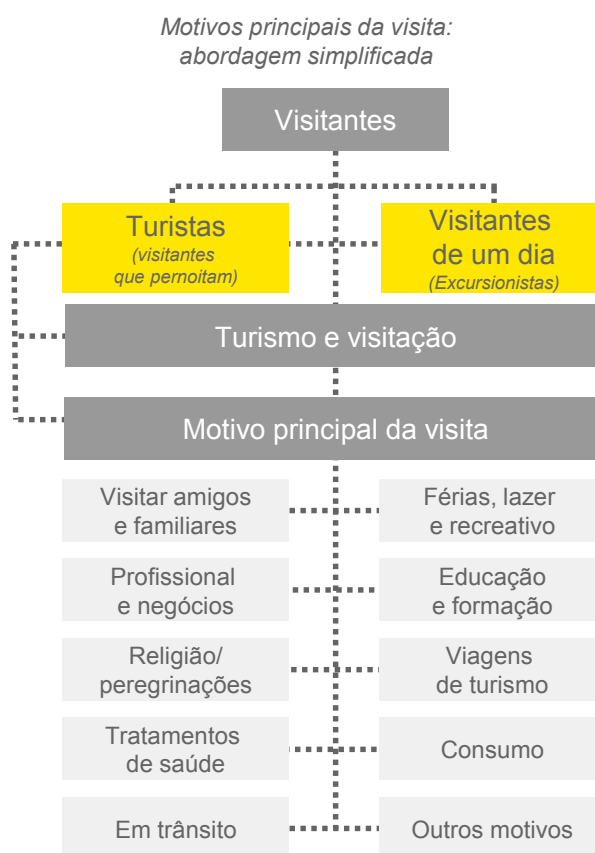 Motivos principais da visita:
abordagem simplificada
Visitantes
Turistas
(visitantes
que pernoitam)
Visitantes
de um dia
(Excursionistas)
Turismo e visitação
Motivo principal da visita
Visitar amigos
e familiares
Férias, lazer
e recreativo
Profissional
e negócios
Educação
e formação
Religião/
peregrinações
Viagens
de turismo
Tratamentos
de saúde
Consumo
Em trânsito
Outros motivos